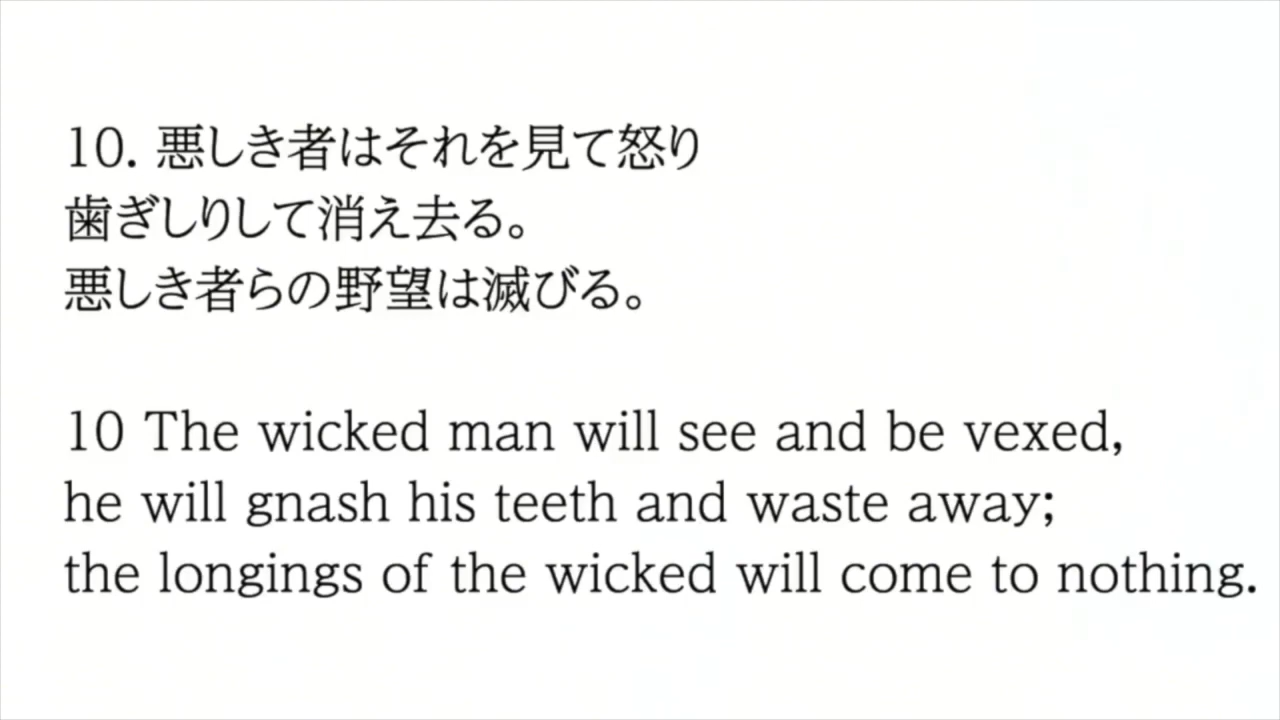 10. 悪しき者はそれを見て怒り
歯ぎしりして消え去る。
悪しき者らの野望は滅びる。
10 The wicked man will see and be vexed,
he will gnash his teeth and waste away;
the longings of the wicked will come to nothing.